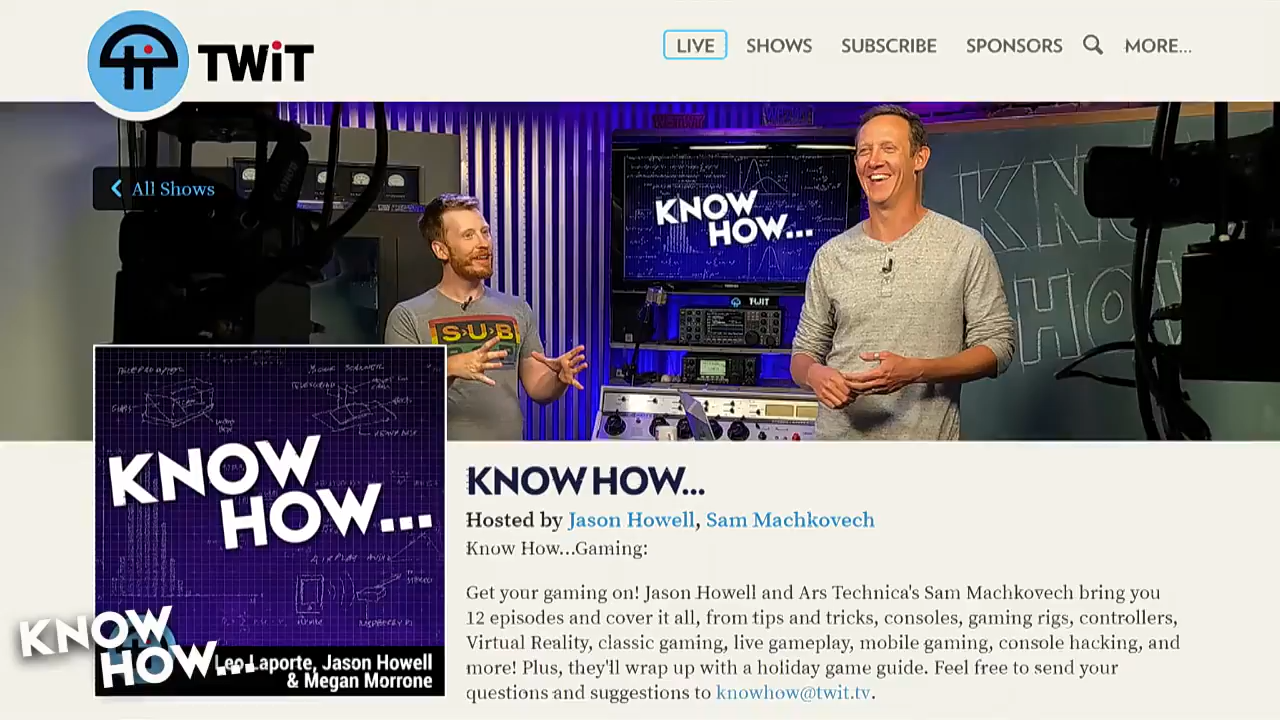 TWiT
LIVE
SHOWS
SUBSCRIBE
SPONSORS
MORE...
All Shows
KNOW
HOW...
TWiT
SUB
KNOW
HOW
KNOW
HOW...
Leo Laporte, Jason Howell
& Megan Morrone
KNOW
HOW...
KNOW HOW...
Hosted by Jason Howell, Sam Machkovech
Know How...Gaming:
Get your gaming on! Jason Howell and Ars Technica's Sam Machkovech bring you
12 episodes and cover it all, from tips and tricks, consoles, gaming rigs, controllers,
Virtual Reality, classic gaming, live gameplay, mobile gaming, console hacking, and
more! Plus, they'll wrap up with a holiday game guide. Feel free to send your
questions and suggestions to knowhow@twit.tv.